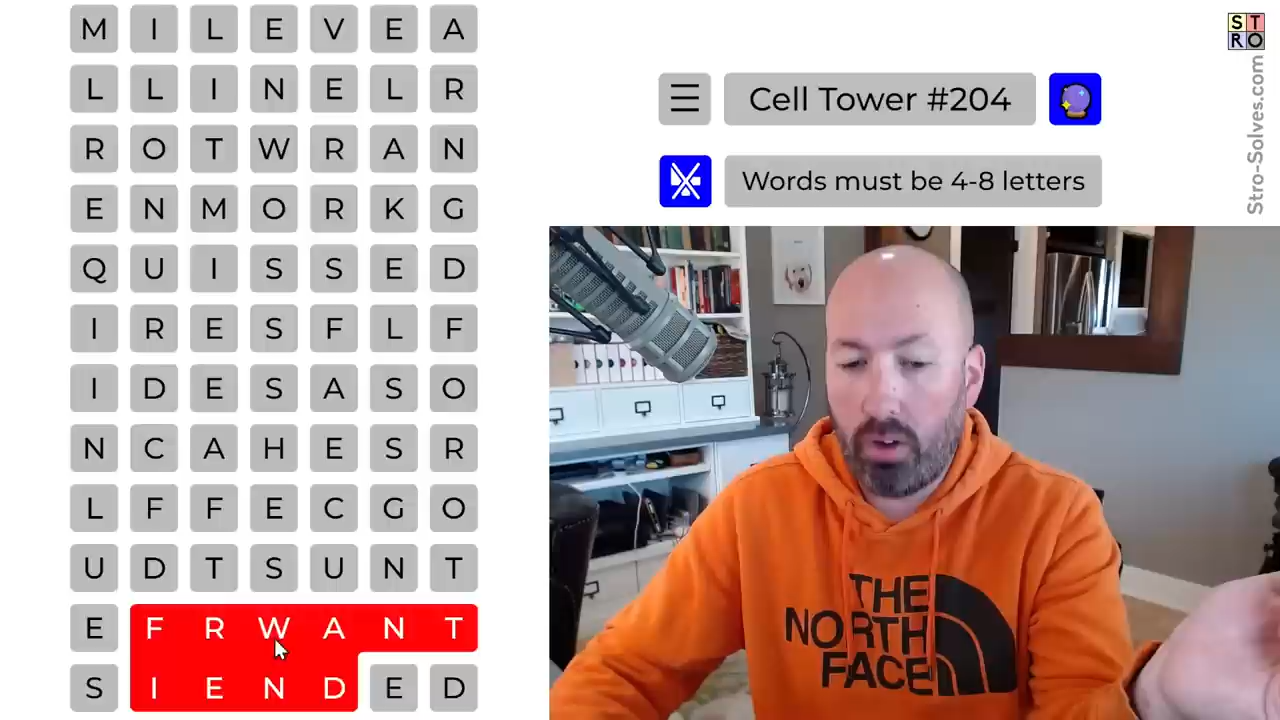 M I L E V E A
L L I N E L R
R O T W R A N
E N M O R K G
Q U I S S E D
I R E S F L F
I D E S A S O
N C A H E S R
L F F E C G O
U D T S U N T
E F R W A N T
S I E N D E D
Cell Tower #204
Words must be 4-8 letters
S T
R O
Stro-Solves.com
THE
NORTH
FACE